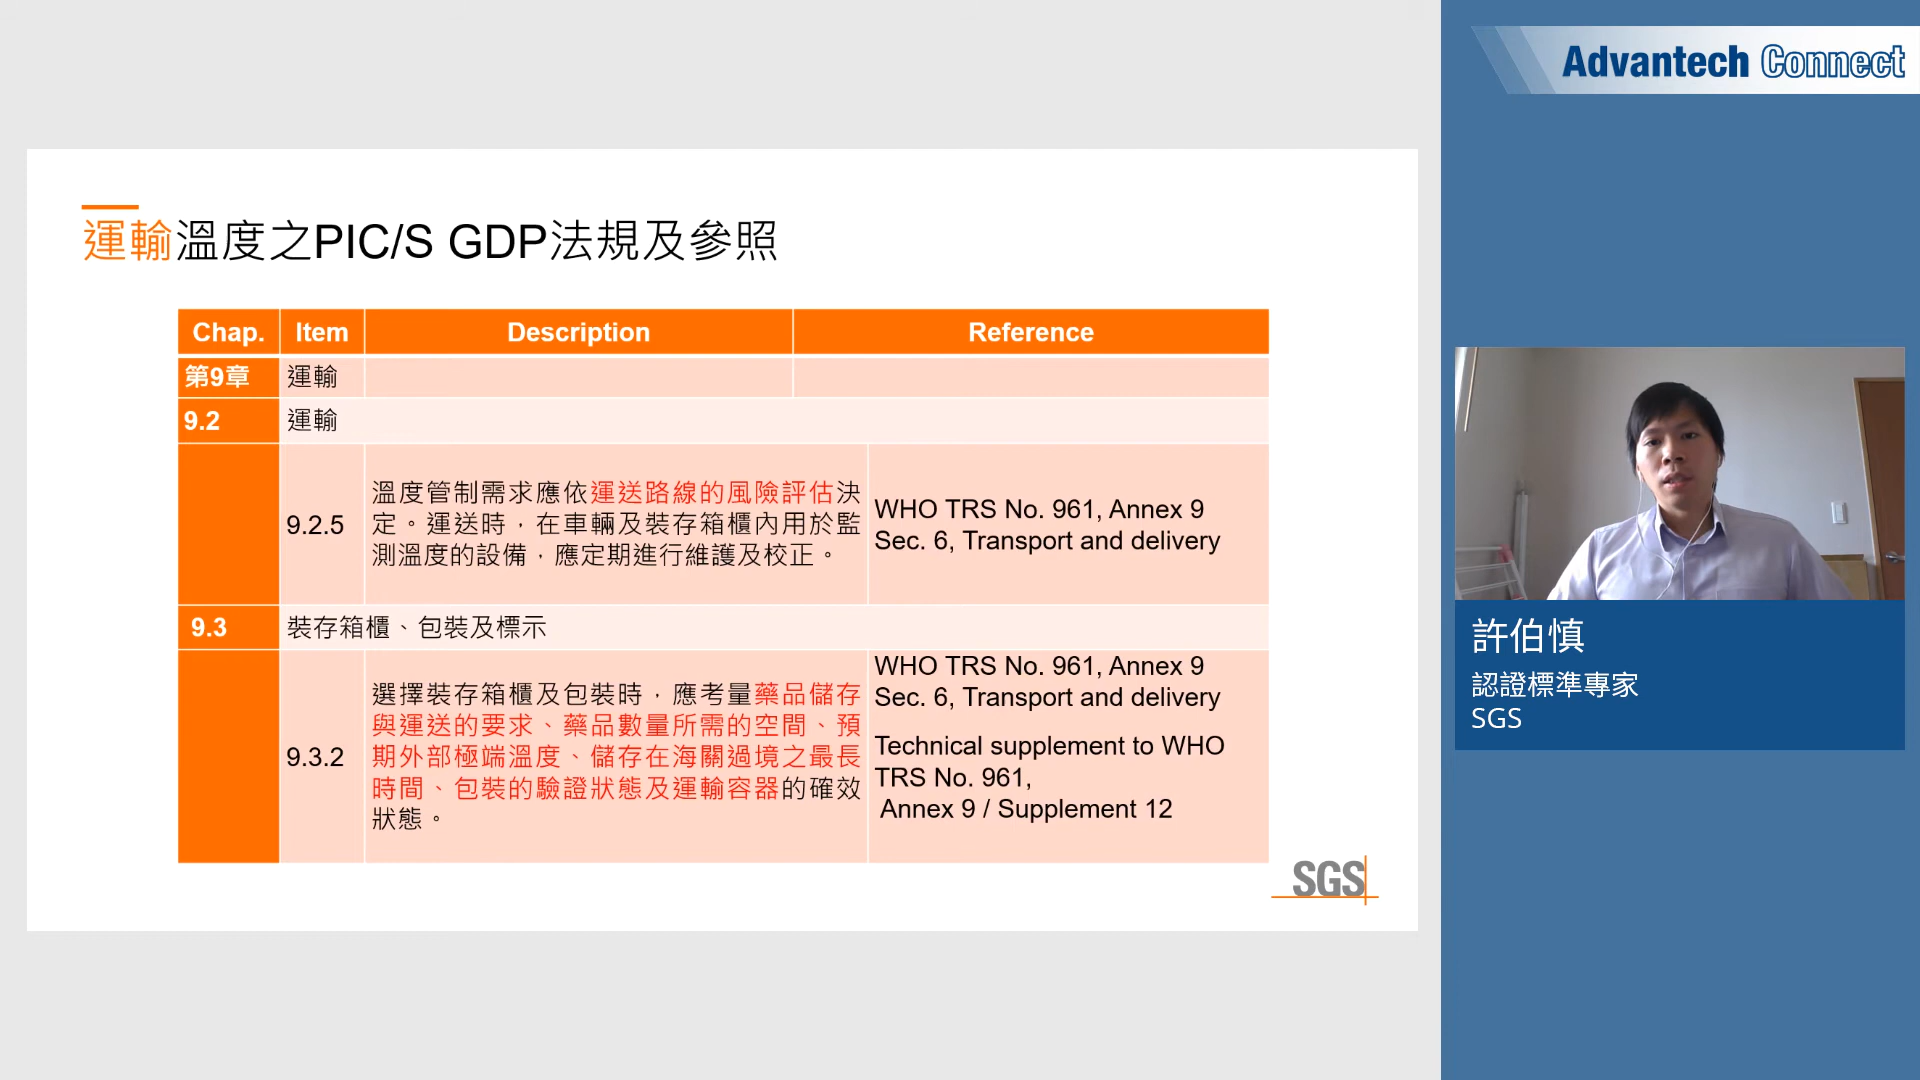 運輸溫度之PIC/S GDP法規及參照
Chap. Item Description Reference
第9章 運輸
9.2 運輸
9.2.5
溫度管制需求應依運送路線的風險評估決
定。運送時，在車輛及裝存箱櫃內用於監
測溫度的設備，應定期進行維護及校正。
WHO TRS No. 961, Annex 9
Sec. 6, Transport and delivery
9.3 裝存箱櫃、包裝及標示
9.3.2
選擇裝存箱櫃及包裝時，應考量藥品儲存
與運送的要求、藥品數量所需的空間、預
期外部極端溫度、儲存在海關過境之最長
時間、包裝的驗證狀態及運輸容器的確效
狀態。
WHO TRS No. 961, Annex 9
Sec. 6, Transport and delivery
Technical supplement to WHO
TRS No. 961,
Annex 9 / Supplement 12
SGS
Advantech Connect
許伯慎
認證標準專家
SGS